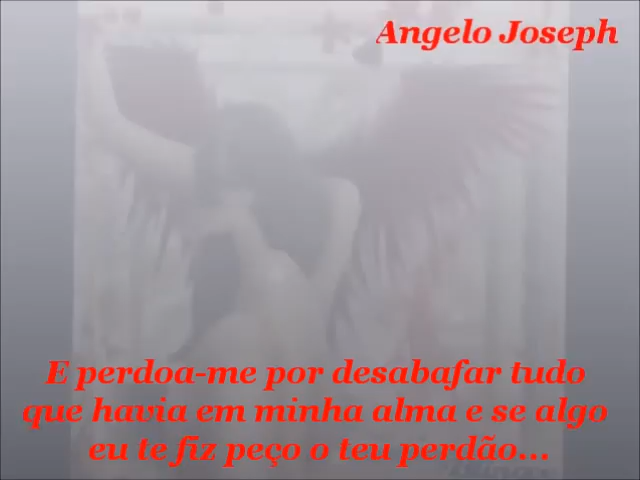 Angelo Joseph
E perdoa-me por desabafar tudo
que havia em minha alma e se algo
eu te fiz peço o teu perdão...